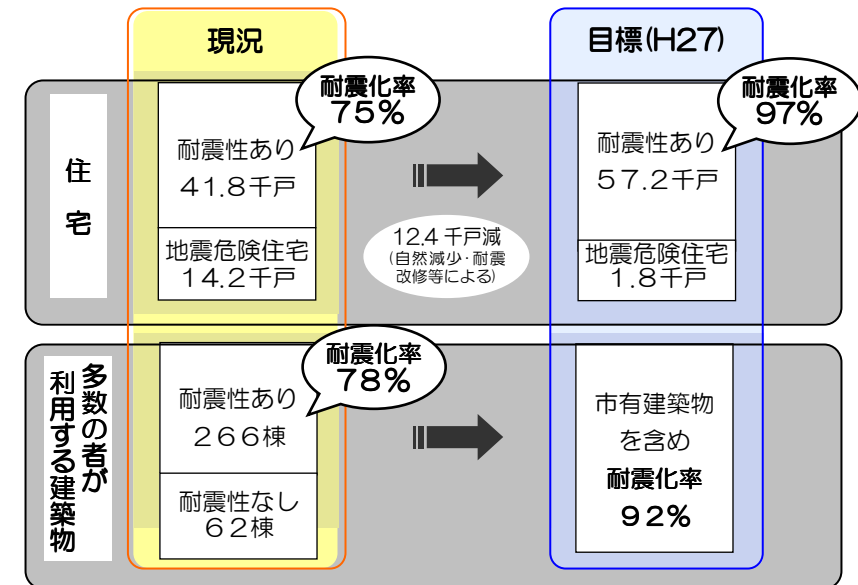 現況
目標(H27)
住
宅
耐震化率
75%
耐震性あり
41.8千戸
地震危険住宅
14.2千戸
12.4千戸減
(自然減少・耐震
改修等による)
耐震化率
97%
耐震性あり
57.2千戸
地震危険住宅
1.8千戸
多数の者が
利用する建築物
耐震化率
78%
耐震性あり
266棟
耐震性なし
62棟
市有建築物
を含め
耐震化率
92%